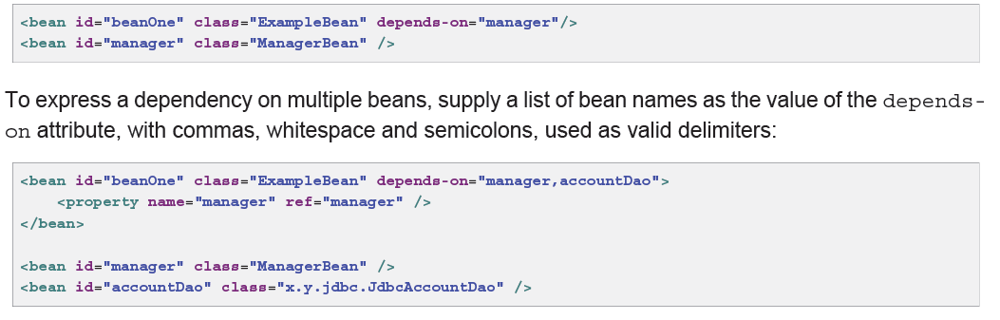 <bean id="beanOne" class="ExampleBean" depends-on="manager"/>
<bean id="manager" class="ManagerBean" />
To express a dependency on multiple beans, supply a list of bean names as the value of the depends-
on attribute, with commas, whitespace and semicolons, used as valid delimiters:
<bean id="beanOne" class="ExampleBean" depends-on="manager,accountDao">
    <property name="manager" ref="manager" />
</bean>
<bean id="manager" class="ManagerBean" />
<bean id="accountDao" class="x.y.jdbc.JdbcAccountDao" />